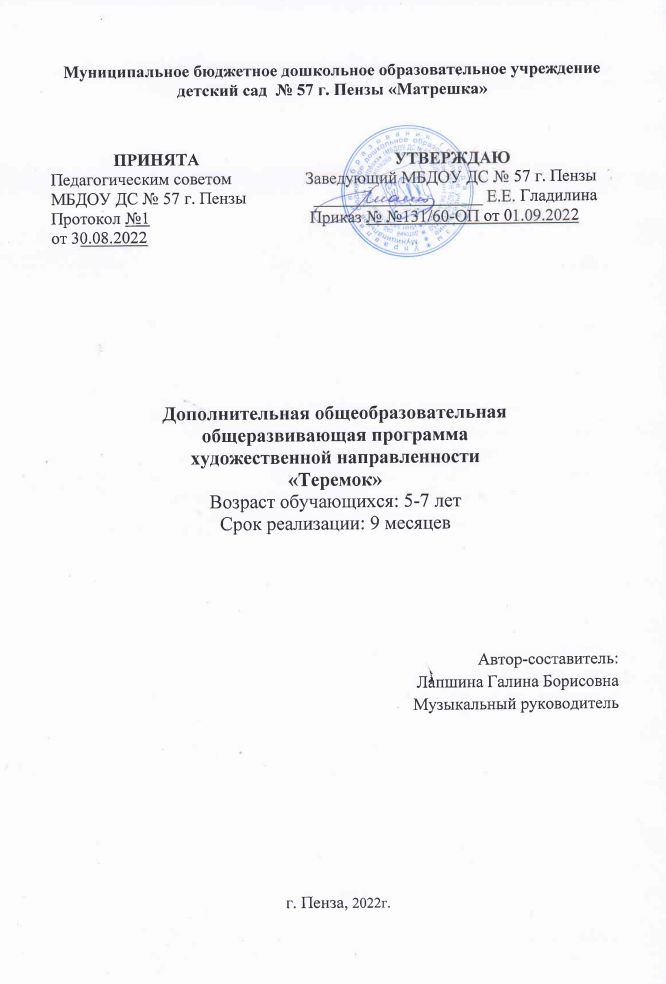 Муниципальное бюджетное дошкольное образовательное учреждение
детский сад № 57 г. Пензы «Матрешка»
ПРИНЯТА
Педагогическим советом
МБДОУ ДС № 57 г. Пензы
Протокол №1
от 30.08.2022
УТВЕРЖДАЮ
Заведующий МБДОУ ДС № 57 г. Пензы
Е.Е. Гладилина
Приказ № №131/60-ОП от 01.09.2022
Дополнительная общеобразовательная
общеразвивающая программа
художественной направленности
«Теремок»
Возраст обучающихся: 5-7 лет
Срок реализации: 9 месяцев
Автор-составитель:
Лапшина Галина Борисовна
Музыкальный руководитель
г. Пенза, 2022г.